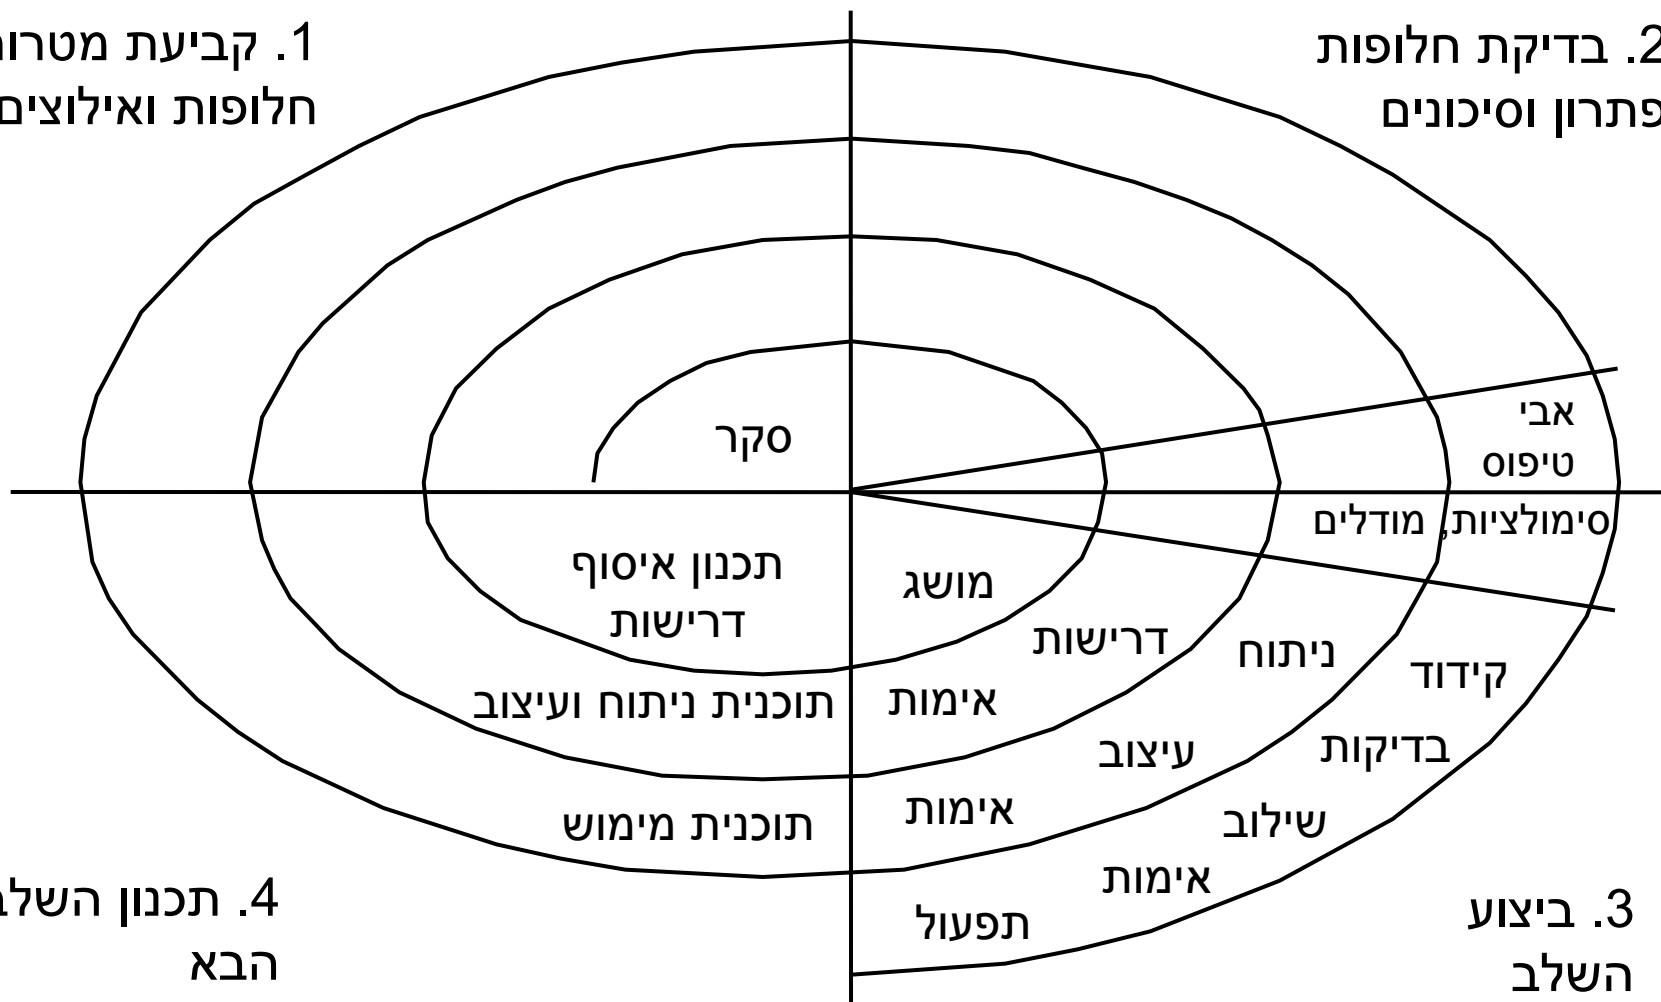 1. קביעת
חלופות ואילוצים
2. בדיקת חלופות
פתרון וסיכונים
סקר
אבי
טיפוס
סימולציות, מודלים
תכנון איסוף
דרישות
מושג
דרישות
ניתוח
קידוד
תוכנית ניתוח ועיצוב
אימות
עיצוב
בדיקות
תוכנית מימוש
אימות
שילוב
אימות
תפעול
4. תכנון
הבא
3. ביצוע
השלב